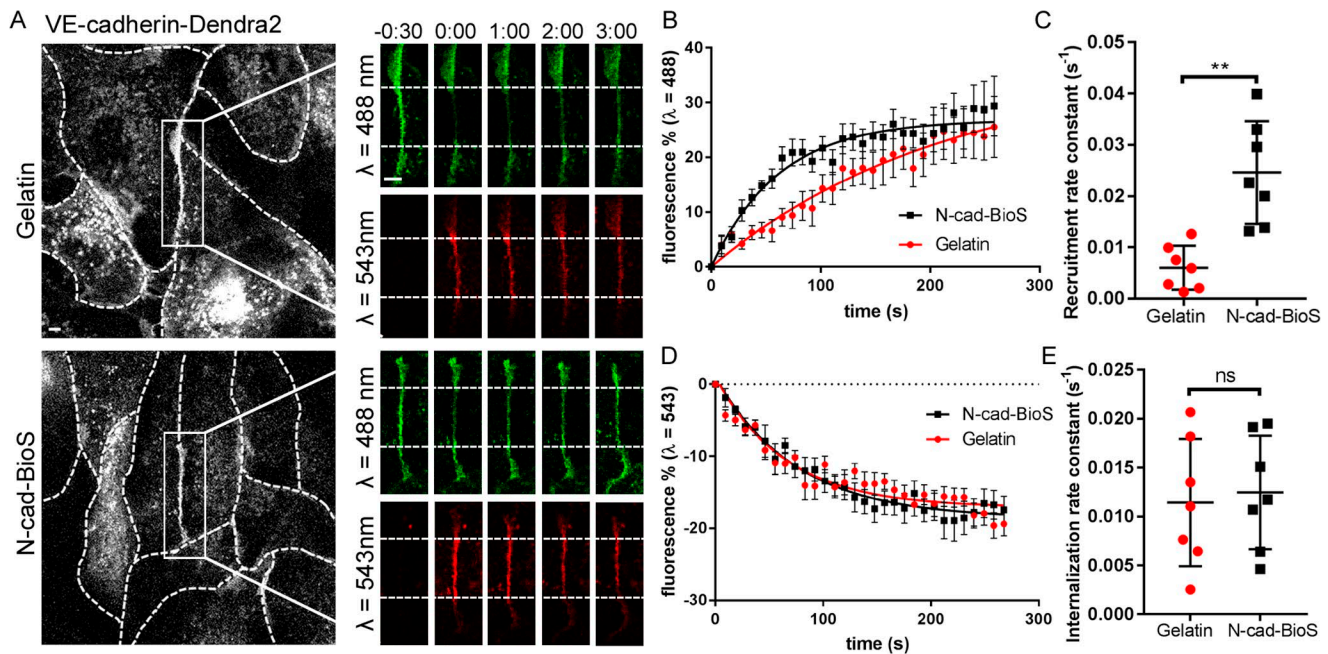 A
VE-cadherin-Dendra2
Gelatin
N-cad-BioS
-0:30 0:00 1:00 2:00 3:00
λ = 488 nm
λ = 543nm
λ = 488 nm
λ = 543 nm
B
fluorescence % (λ = 488)
40
30
20
10
0
N-cad-BioS
Gelatin
0 100 200 300
time (s)
C
Recruitment rate constant (s⁻¹)
0.05
0.04
0.03
0.02
0.01
0.00
**
Gelatin N-cad-BioS
D
fluorescence % (λ = 543)
0
-10
-20
-30
N-cad-BioS
Gelatin
0 100 200 300
time (s)
E
Internalization rate constant (s⁻¹)
0.025
0.020
0.015
0.010
0.005
0.000
ns
Gelatin N-cad-BioS